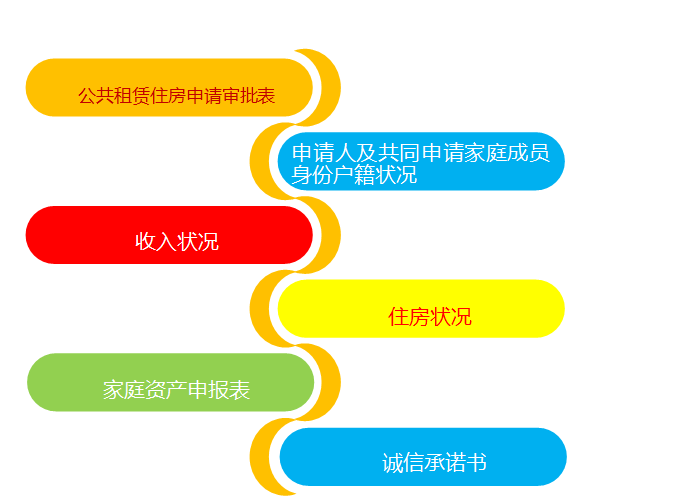 公共租赁住房申请审批表
申请人及共同申请家庭成员
身份户籍状况
收入状况
住房状况
家庭资产申报表
诚信承诺书